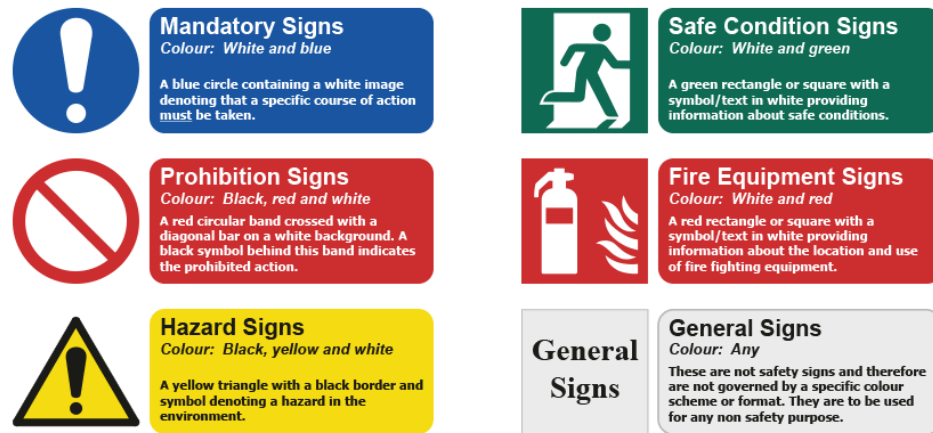 Mandatory Signs
Colour: White and blue
A blue circle containing a white image
denoting that a specific course of action
must be taken.
Safe Condition Signs
Colour: White and green
A green rectangle or square with a
symbol/text in white providing
information about safe conditions.
Prohibition Signs
Colour: Black, red and white
A red circular band crossed with a
diagonal bar on a white background. A
black symbol behind this band indicates
the prohibited action.
Fire Equipment Signs
Colour: White and red
A red rectangle or square with a
symbol/text in white providing
information about the location and use
of fire fighting equipment.
Hazard Signs
Colour: Black, yellow and white
A yellow triangle with a black border and
symbol denoting a hazard in the
environment.
General
Signs
General Signs
Colour: Any
These are not safety signs and therefore
are not governed by a specific colour
scheme or format. They are to be used
for any non safety purpose.